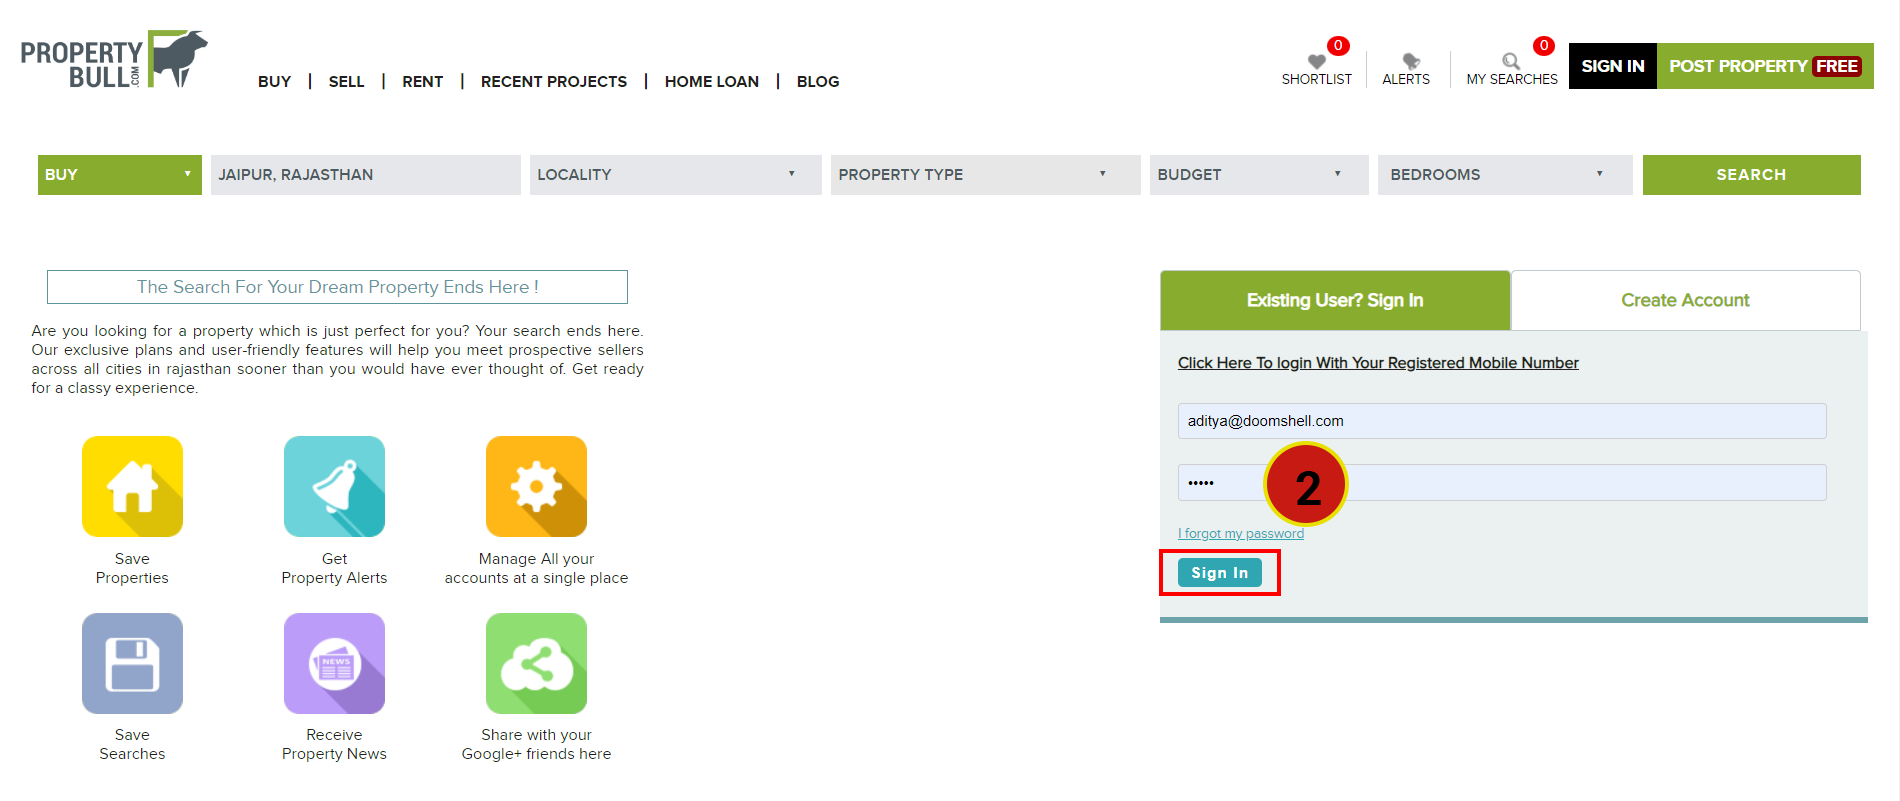 PROPERTY
BULL.COM
BUY | SELL | RENT | RECENT PROJECTS | HOME LOAN | BLOG
0
SHORTLIST
ALERTS
0
MY SEARCHES
SIGN IN
POST PROPERTY FREE
BUY
JAIPUR, RAJASTHAN
LOCALITY
PROPERTY TYPE
BUDGET
BEDROOMS
SEARCH
The Search For Your Dream Property Ends Here !
Are you looking for a property which is just perfect for you? Your search ends here.
Our exclusive plans and user-friendly features will help you meet prospective sellers
across all cities in rajasthan sooner than you would have ever thought of. Get ready
for a classy experience.
Save
Properties
Get
Property Alerts
Manage All your
accounts at a single place
Save
Searches
NEWS
Receive
Property News
Share with your
Google+ friends here
Existing User? Sign In
Create Account
Click Here To login With Your Registered Mobile Number
aditya@doomshell.com
•••••
2
I forgot my password
Sign In